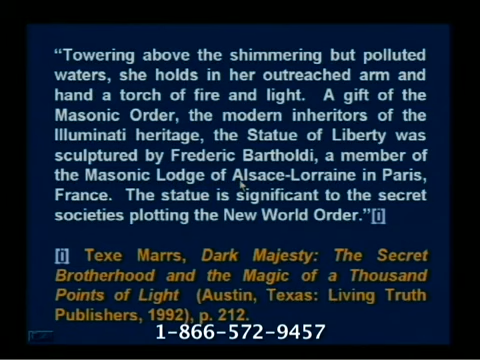 “Towering above the shimmering but polluted
waters, she holds in her outreached arm and
hand a torch of fire and light.  A gift of the
Masonic Order, the modern inheritors of the
Illuminati heritage, the Statue of Liberty was
sculptured by Frederic Bartholdi, a member of
the Masonic Lodge of Alsace-Lorraine in Paris,
France.  The statue is significant to the secret
societies plotting the New World Order.”[i]
[i] Texe Marrs, Dark Majesty: The Secret
Brotherhood and the Magic of a Thousand
Points of Light (Austin, Texas: Living Truth
Publishers, 1992), p. 212.
1-866-572-9457